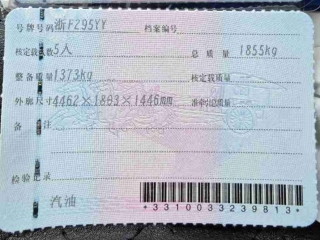 号牌号码 浙FZ95YY 档案编号
核定载人数 5人 总质量 1855kg
整备质量 1373kg 核定载质量
外廓尺寸 4462×1803×1446mm 准牵引总质量
备注
检验记录
汽油
*3310033239813*